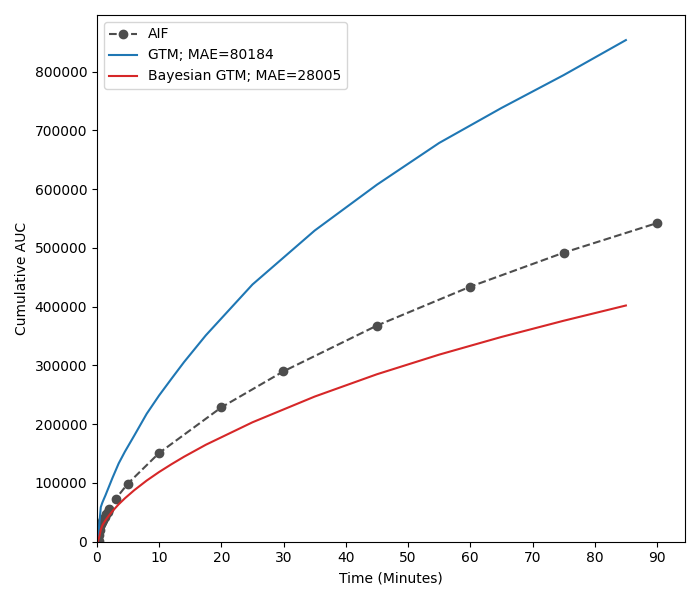 AIF
GTM; MAE=80184
Bayesian GTM; MAE=28005
800000
700000
600000
500000
400000
300000
200000
100000
0
Cumulative AUC
0 10 20 30 40 50 60 70 80 90
Time (Minutes)